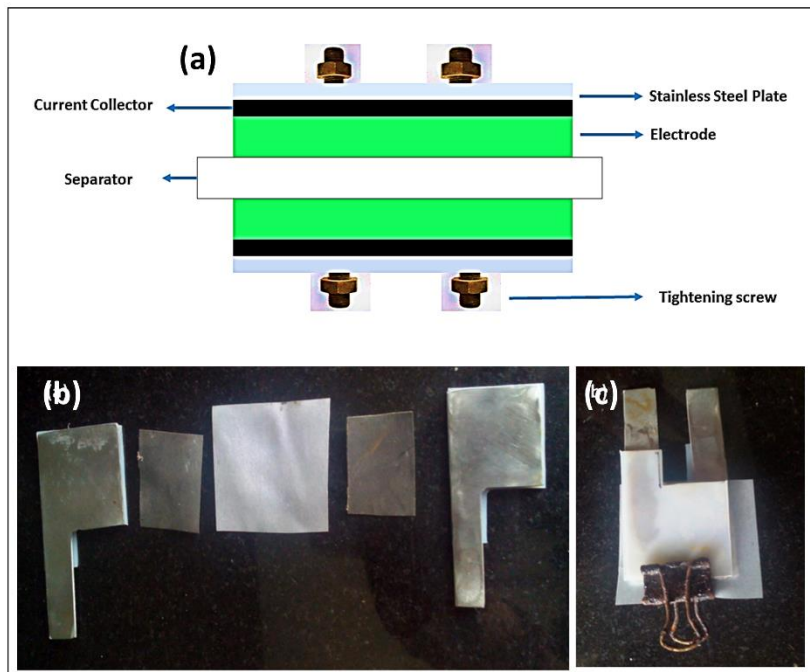 (a)
Current Collector
Stainless Steel Plate
Electrode
Separator
Tightening screw
(b)
(c)